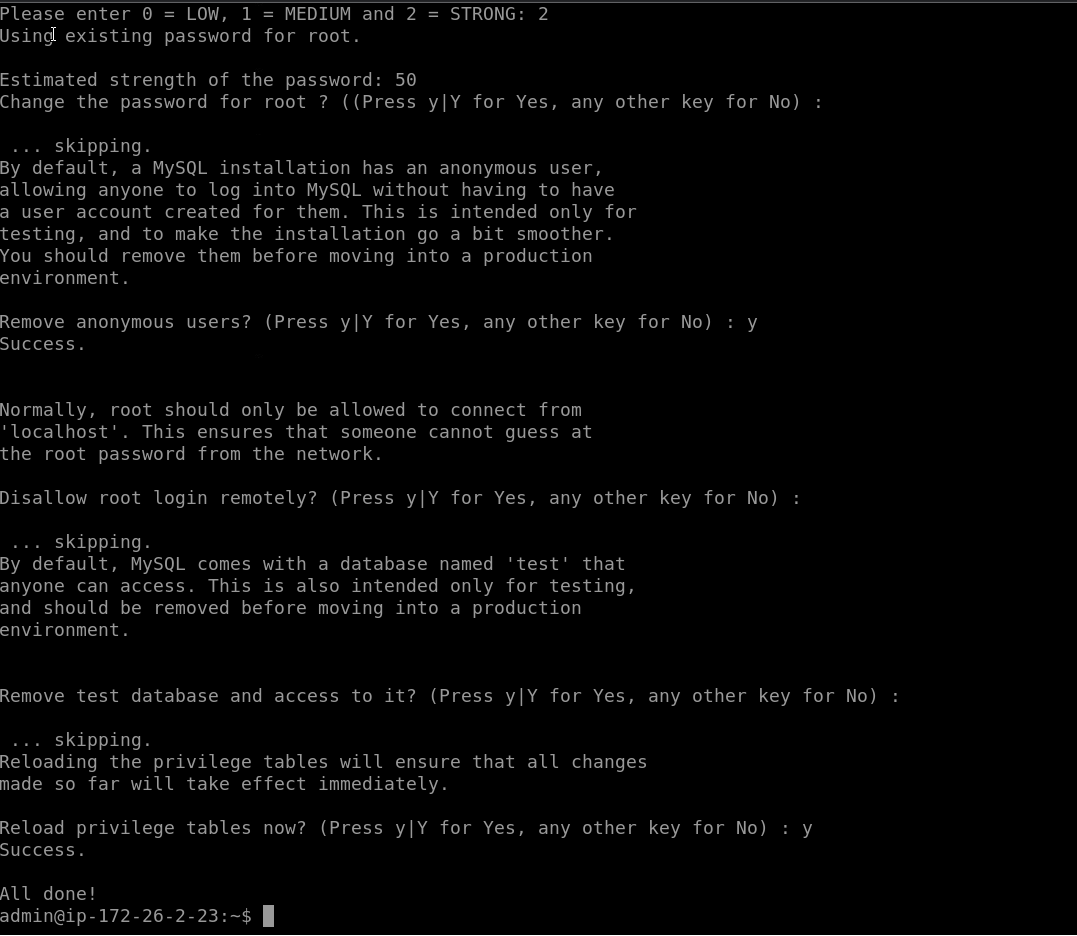 Please enter 0 = LOW, 1 = MEDIUM and 2 = STRONG: 2
Using existing password for root.
Estimated strength of the password: 50
Change the password for root ? ((Press y|Y for Yes, any other key for No) :
... skipping.
By default, a MySQL installation has an anonymous user,
allowing anyone to log into MySQL without having to have
a user account created for them. This is intended only for
testing, and to make the installation go a bit smoother.
You should remove them before moving into a production
environment.
Remove anonymous users? (Press y|Y for Yes, any other key for No) : y
Success.
Normally, root should only be allowed to connect from
'localhost'. This ensures that someone cannot guess at
the root password from the network.
Disallow root login remotely? (Press y|Y for Yes, any other key for No) :
... skipping.
By default, MySQL comes with a database named 'test' that
anyone can access. This is also intended only for testing,
and should be removed before moving into a production
environment.
Remove test database and access to it? (Press y|Y for Yes, any other key for No) :
... skipping.
Reloading the privilege tables will ensure that all changes
made so far will take effect immediately.
Reload privilege tables now? (Press y|Y for Yes, any other key for No) : y
Success.
All done!
admin@ip-172-26-2-23:~$